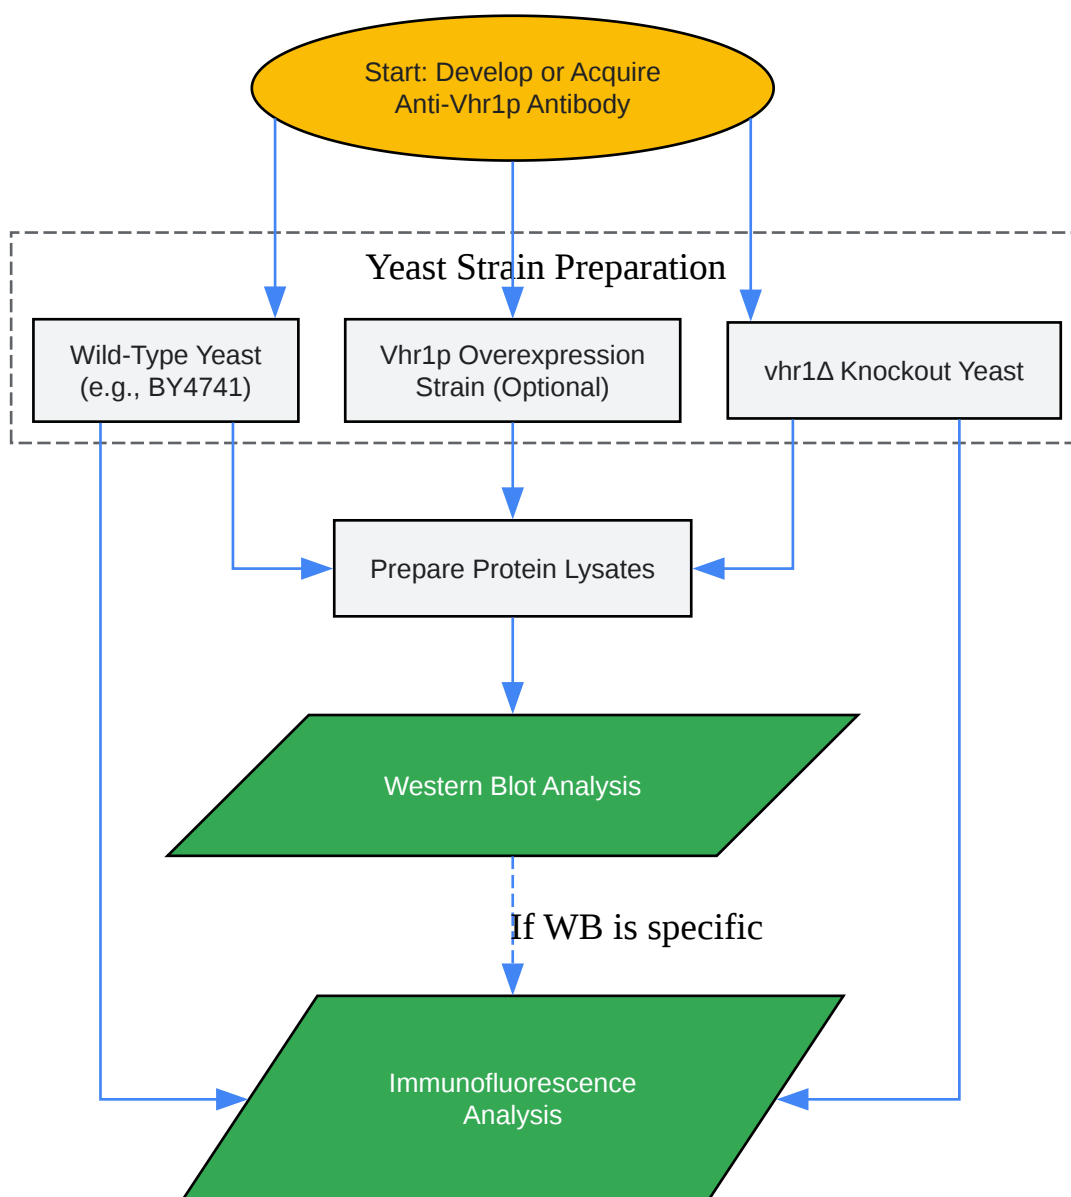 Start: Develop or Acquire
Anti-Vhr1p Antibody
Yeast Strain Preparation
Wild-Type Yeast
(e.g., BY4741)
Vhr1p Overexpression
Strain (Optional)
vhr1Δ Knockout Yeast
Prepare Protein Lysates
Western Blot Analysis
If WB is specific
Immunofluorescence
Analysis